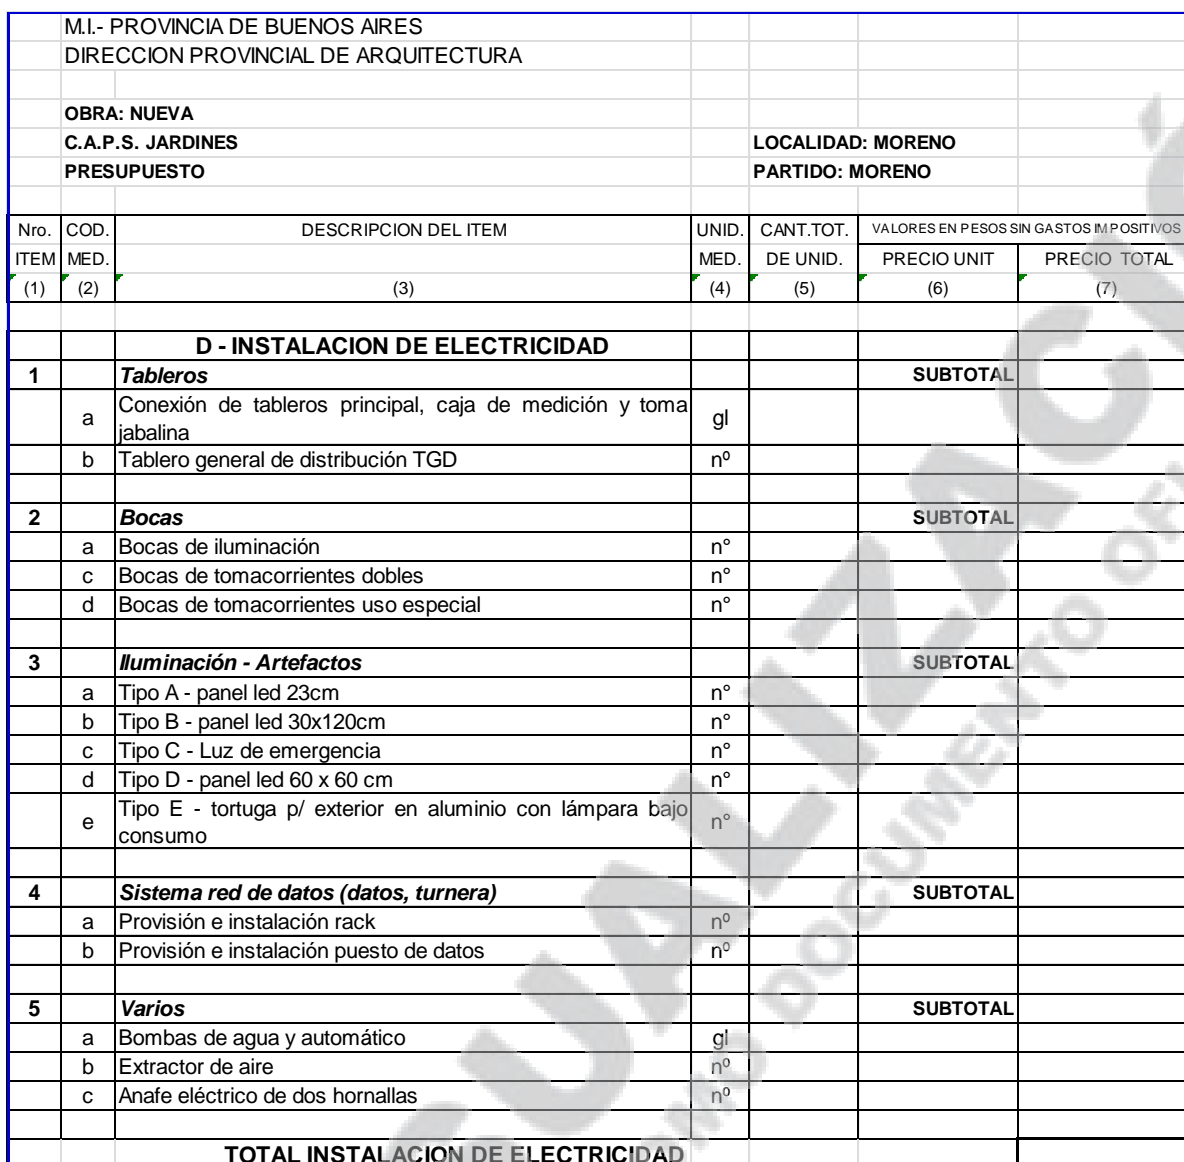 M.I.- PROVINCIA DE BUENOS AIRES
DIRECCION PROVINCIAL DE ARQUITECTURA
OBRA: NUEVA
C.A.P.S. JARDINES LOCALIDAD: MORENO
PRESUPUESTO PARTIDO: MORENO
Nro. COD. DESCRIPCION DEL ITEM UNID. CANT.TOT. VALORES EN PESOS SIN GASTOS IMPOSITIVOS
ITEM MED. MED. DE UNID. PRECIO UNIT PRECIO TOTAL
(1) (2) (3) (4) (5) (6) (7)
D - INSTALACION DE ELECTRICIDAD
1 Tableros SUBTOTAL
a Conexión de tableros principal, caja de medición y toma gl
jabalina
b Tablero general de distribución TGD nº
2 Bocas SUBTOTAL
a Bocas de iluminación n°
c Bocas de tomacorrientes dobles n°
d Bocas de tomacorrientes uso especial n°
3 Iluminación - Artefactos SUBTOTAL
a Tipo A - panel led 23cm n°
b Tipo B - panel led 30x120cm n°
c Tipo C - Luz de emergencia n°
d Tipo D - panel led 60 x 60 cm n°
e Tipo E - tortuga p/ exterior en aluminio con lámpara bajo n°
consumo
4 Sistema red de datos (datos, turnera) SUBTOTAL
a Provisión e instalación rack nº
b Provisión e instalación puesto de datos nº
5 Varios SUBTOTAL
a Bombas de agua y automático gl
b Extractor de aire nº
c Anafe eléctrico de dos hornallas nº
TOTAL INSTALACION DE ELECTRICIDAD
SUALIZACIÓ
OMO DOCUMENTO OFI